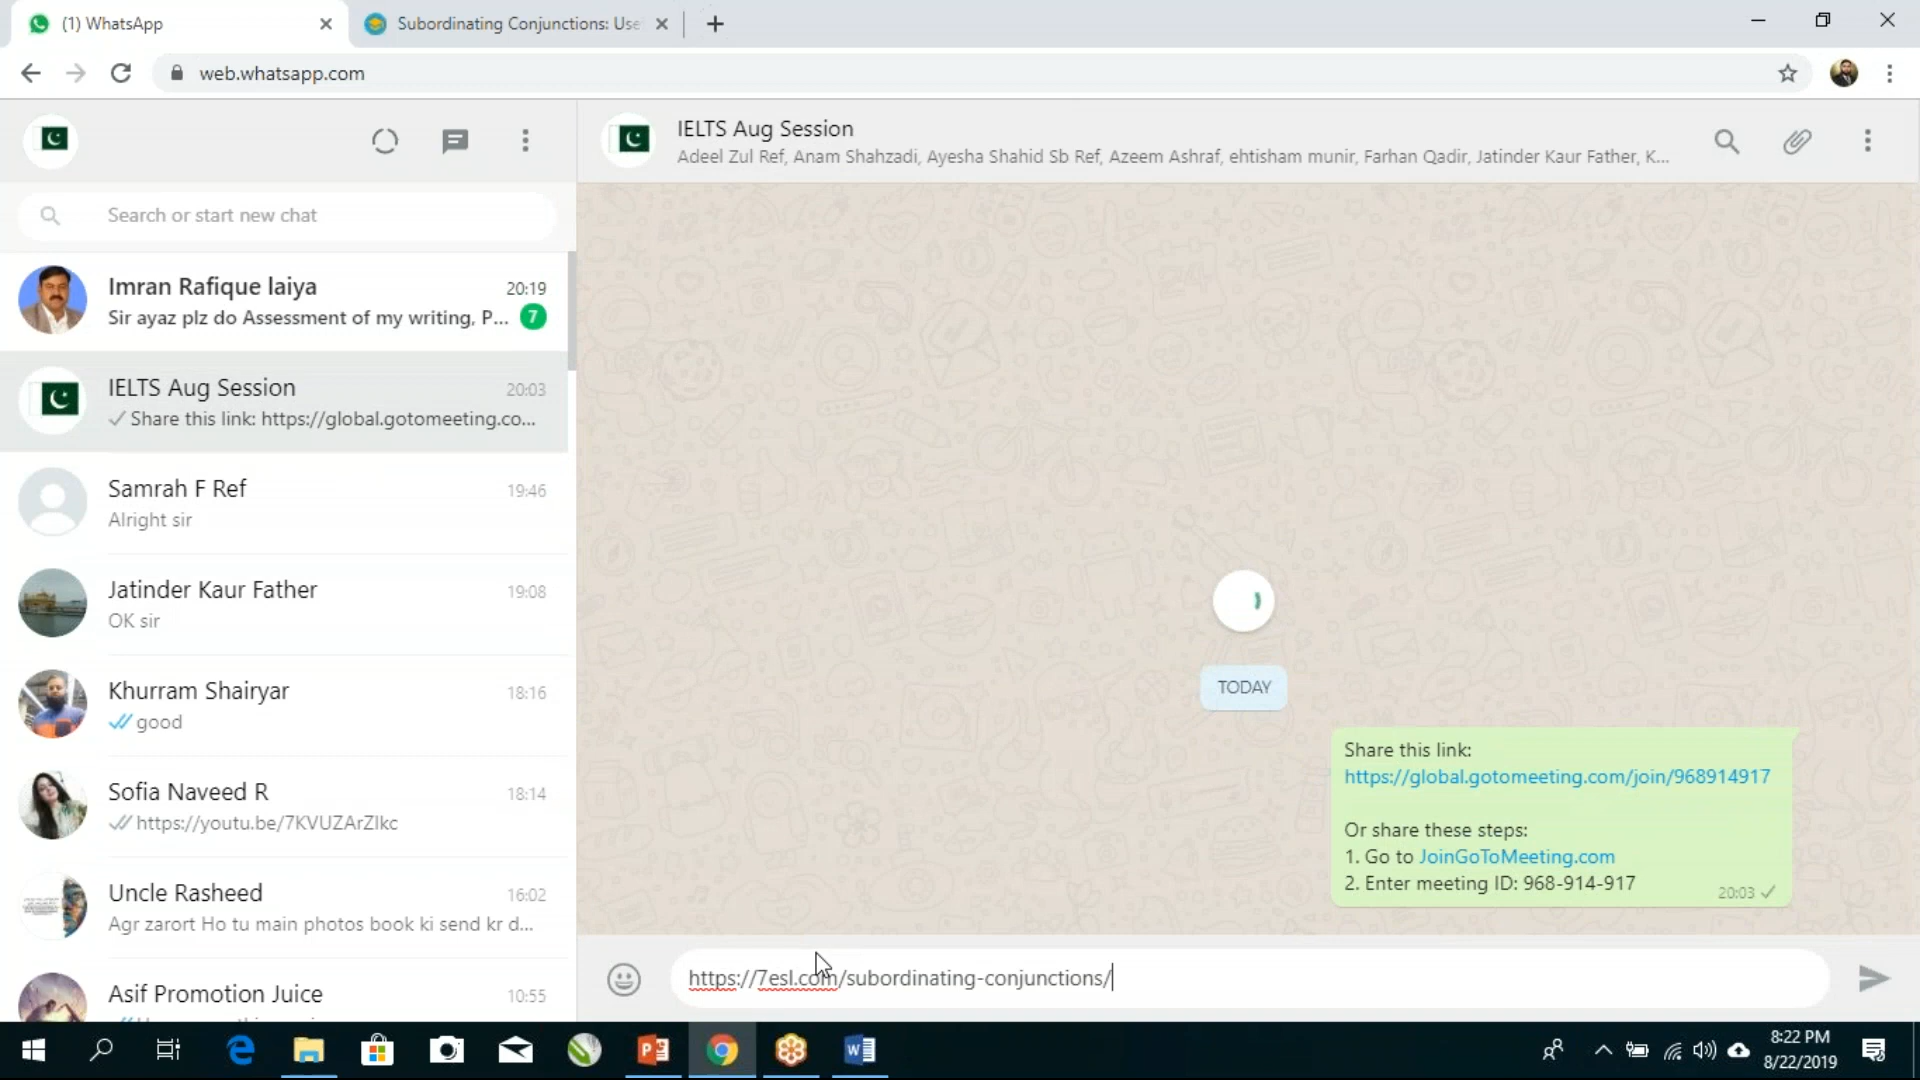 (1) WhatsApp
Subordinating Conjunctions: Use
web.whatsapp.com
IELTS Aug Session
Adeel Zul Ref, Anam Shahzadi, Ayesha Shahid Sb Ref, Azeem Ashraf, ehtisham munir, Farhan Qadir, Jatinder Kaur Father, K...
Search or start new chat
Imran Rafique laiya
20:19
Sir ayaz plz do Assessment of my writing, P...
7
IELTS Aug Session
20:03
Share this link: https://global.gotomeeting.co...
Samrah F Ref
19:46
Alright sir
Jatinder Kaur Father
19:08
OK sir
Khurram Shairyar
18:16
good
Sofia Naveed R
18:14
https://youtu.be/7KVUZArZIkc
Uncle Rasheed
16:02
Agr zarort Ho tu main photos book ki send kr d...
Asif Promotion Juice
10:55
TODAY
Share this link:
https://global.gotomeeting.com/join/968914917
Or share these steps:
1. Go to JoinGoToMeeting.com
2. Enter meeting ID: 968-914-917
20:03
https://7esl.com/subordinating-conjunctions/
8:22 PM
8/22/2019